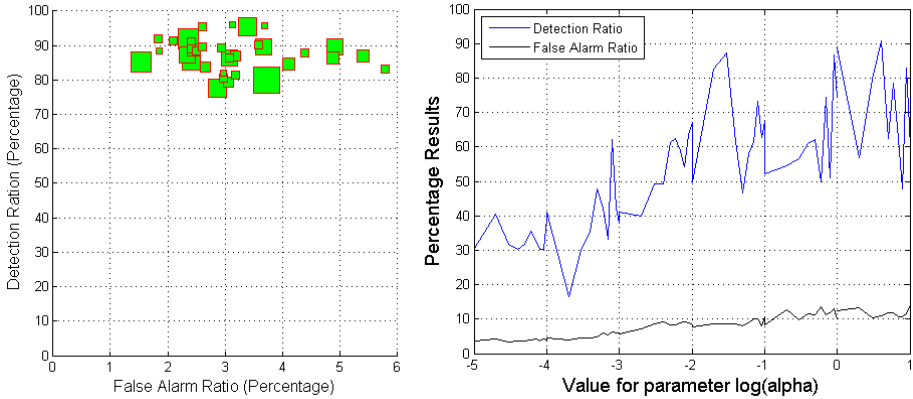 100
90
80
70
60
50
40
30
20
10
0
0 1 2 3 4 5 6
Detection Ration (Percentage)
False Alarm Ratio (Percentage)
Detection Ratio
False Alarm Ratio
100
90
80
70
60
50
40
30
20
10
0
-5 -4 -3 -2 -1 0 1
Percentage Results
Value for parameter log(alpha)